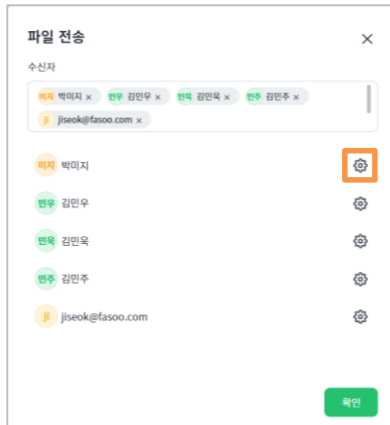 파일 전송
수신자
미지 박미지 × 민우 김민우 × 민욱 김민욱 × 민주 김민주 ×
ji jiseok@fasoo.com ×
미지 박미지
민우 김민우
민욱 김민욱
민주 김민주
ji jiseok@fasoo.com
확인